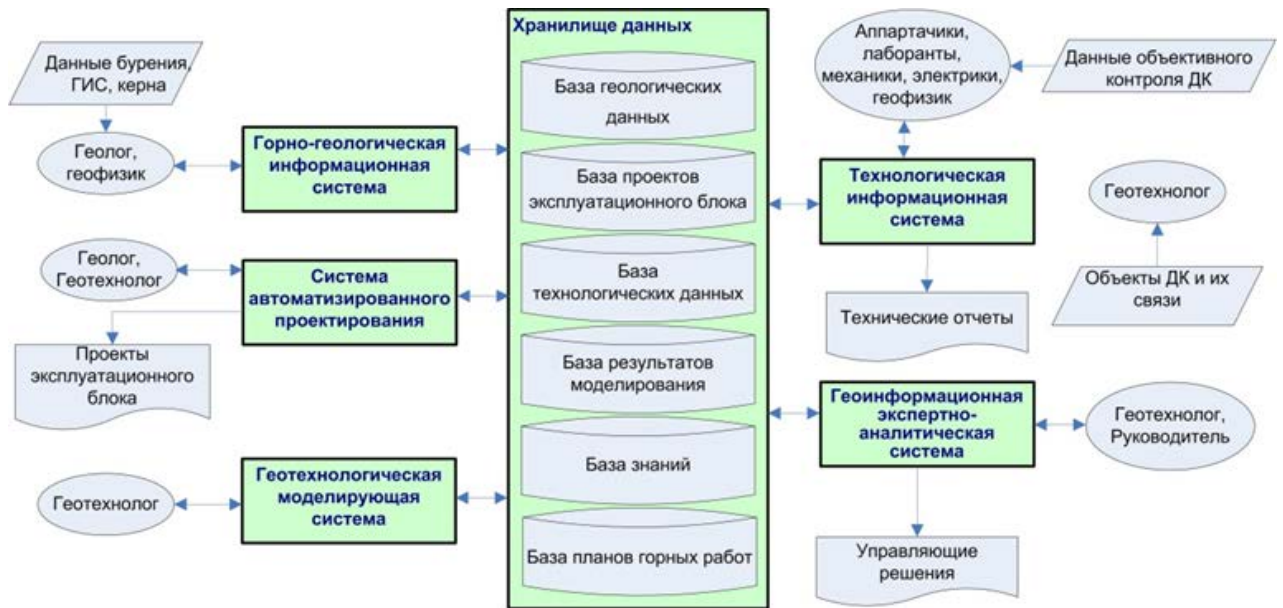 Данные бурения,
ГИС, керна
Геолог,
геофизик
Горно-геологическая
информационная
система
Геолог,
Геотехнолог
Система
автоматизированного
проектирования
Проекты
эксплуатационного
блока
Геотехнолог
Геотехнологическая
моделирующая
система
Хранилище данных
База геологических
данных
База проектов
эксплуатационного блока
База
технологических данных
База результатов
моделирования
База знаний
База планов горных работ
Аппартачики,
лаборанты,
механики, электрики,
геофизик
Данные объективного
контроля ДК
Технологическая
информационная
система
Геотехнолог
Объекты ДК и их
связи
Технические отчеты
Геоинформационная
экспертно-
аналитическая
система
Геотехнолог,
Руководитель
Управляющие
решения